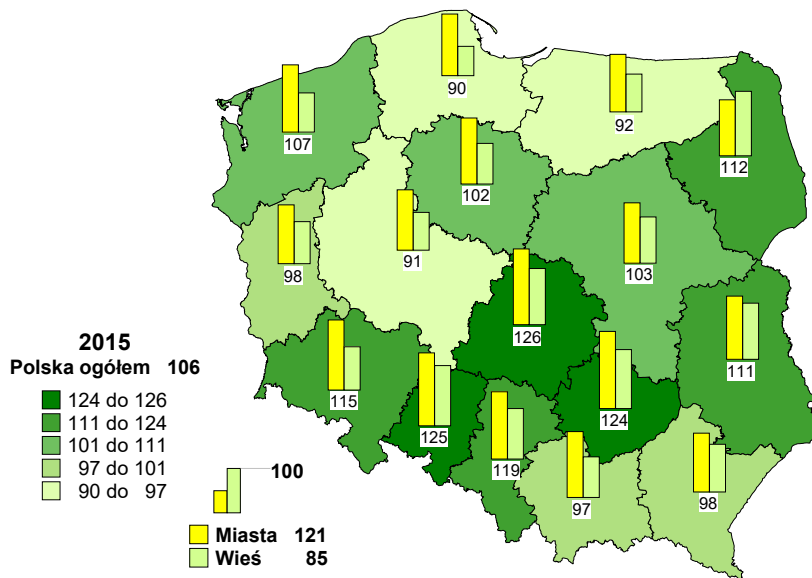 90
92
107
112
102
98
91
103
126
111
115
125
124
119
97
98
2015
Polska ogółem 106
124 do 126
111 do 124
101 do 111
97 do 101
90 do 97
100
Miasta 121
Wieś 85